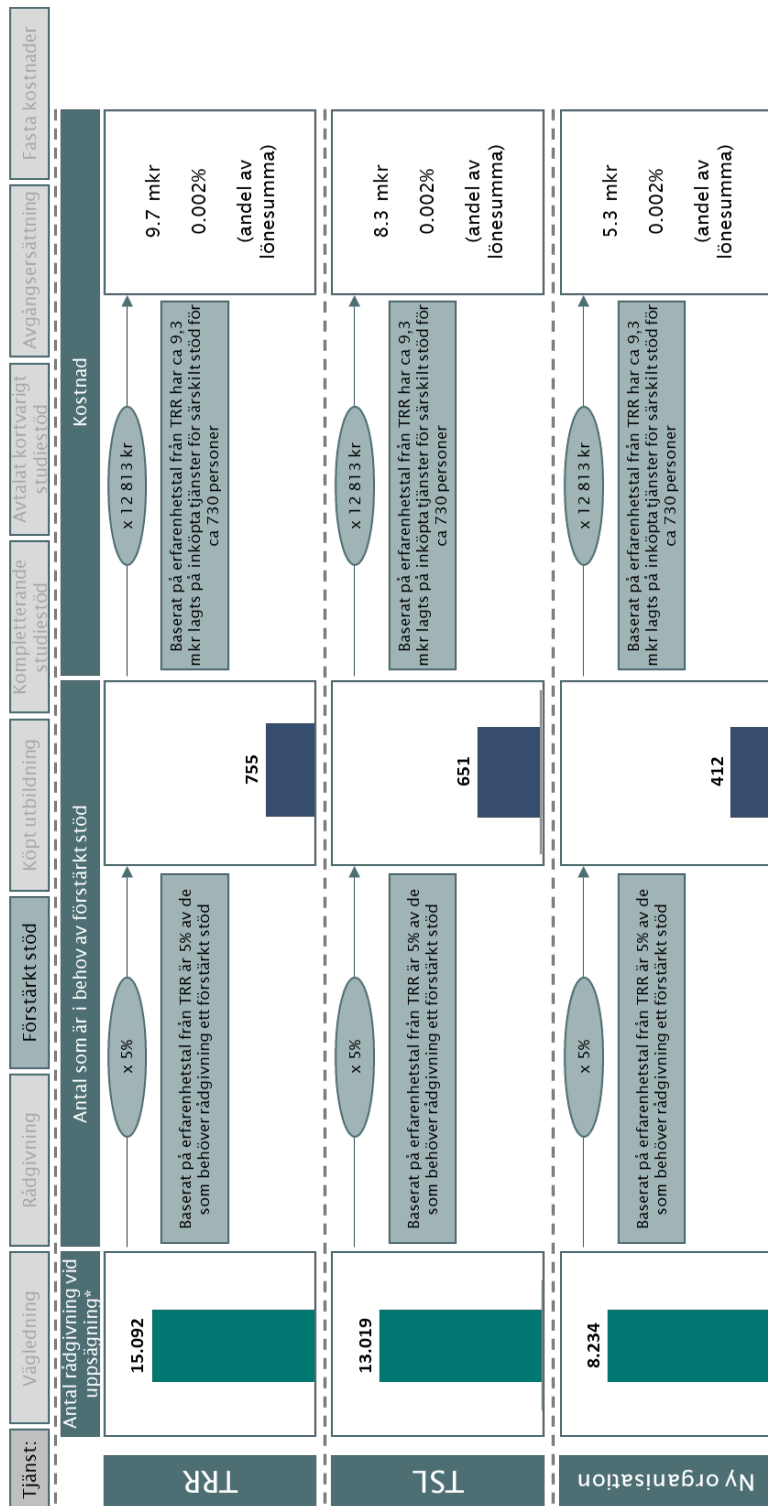 Tjänst:
Vägledning
Rådgivning
Förstärkt stöd
Köpt utbildning
Kompletterande
studiestöd
Avtalat kortvarigt
studiestöd
Avgångsersättning
Fasta kostnader
Antal rådgivning vid
uppsägning*
Antal som är i behov av förstärkt stöd
Kostnad
TRR
15.092
x 5%
Baserat på erfarenhetstal från TRR är 5% av de
som behöver rådgivning ett förstärkt stöd
755
x 12 813 kr
Baserat på erfarenhetstal från TRR har ca 9,3
mkr lagts på inköpta tjänster för särskilt stöd för
ca 730 personer
9.7 mkr
0.002%
(andel av
lönesumma)
TSL
13.019
x 5%
Baserat på erfarenhetstal från TRR är 5% av de
som behöver rådgivning ett förstärkt stöd
651
x 12 813 kr
Baserat på erfarenhetstal från TRR har ca 9,3
mkr lagts på inköpta tjänster för särskilt stöd för
ca 730 personer
8.3 mkr
0.002%
(andel av
lönesumma)
Ny organisation
8.234
x 5%
Baserat på erfarenhetstal från TRR är 5% av de
som behöver rådgivning ett förstärkt stöd
412
x 12 813 kr
Baserat på erfarenhetstal från TRR har ca 9,3
mkr lagts på inköpta tjänster för särskilt stöd för
ca 730 personer
5.3 mkr
0.002%
(andel av
lönesumma)